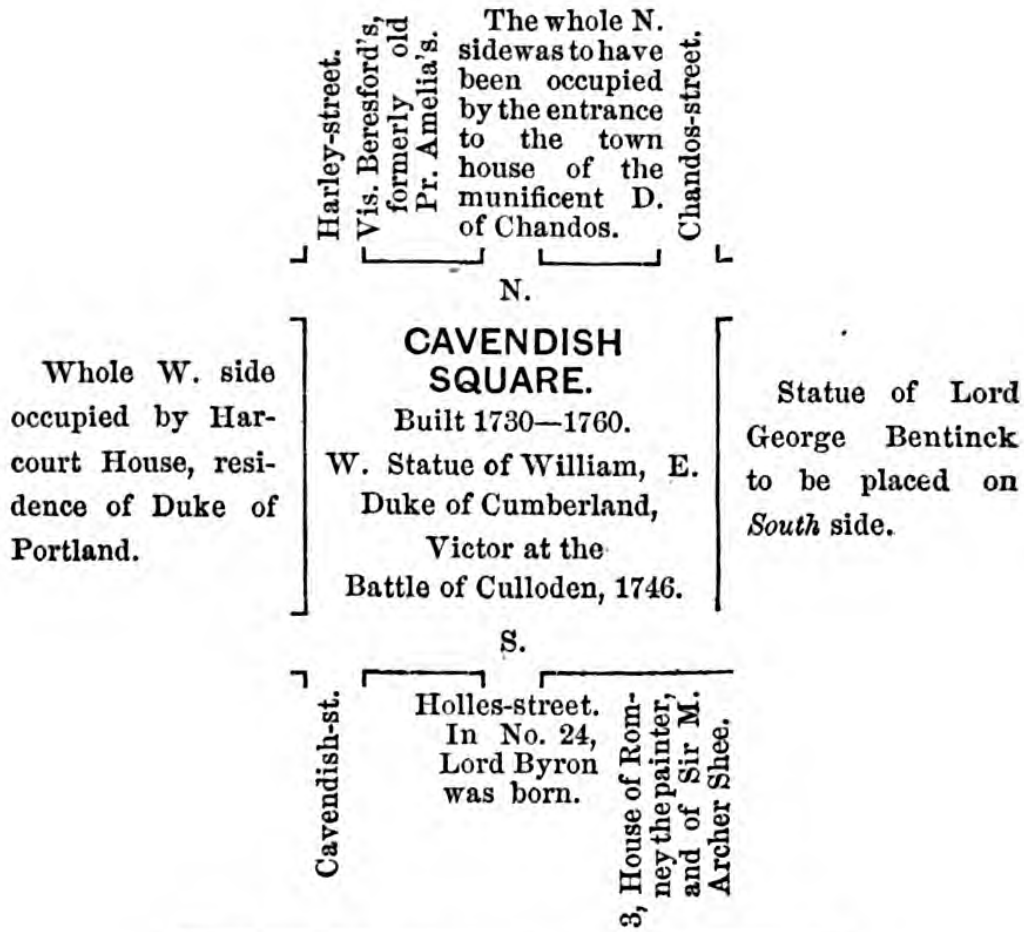 Harley-street.
Vis. Beresford's,
formerly old
Pr. Amelia's.
The whole N.
side was to have
been occupied
by the entrance
to the town
house of the
munificent D.
of Chandos.
Chandos-street.
N.
CAVENDISH
SQUARE.
Built 1730—1760.
W. Statue of William, E.
Duke of Cumberland,
Victor at the
Battle of Culloden, 1746.
S.
Whole W. side
occupied by Har-
court House, resi-
dence of Duke of
Portland.
Statue of Lord
George Bentinck
to be placed on
South side.
Cavendish-st.
Holles-street.
In No. 24,
Lord Byron
was born.
3, House of Rom-
ney the painter,
and of Sir M.
Archer Shee.